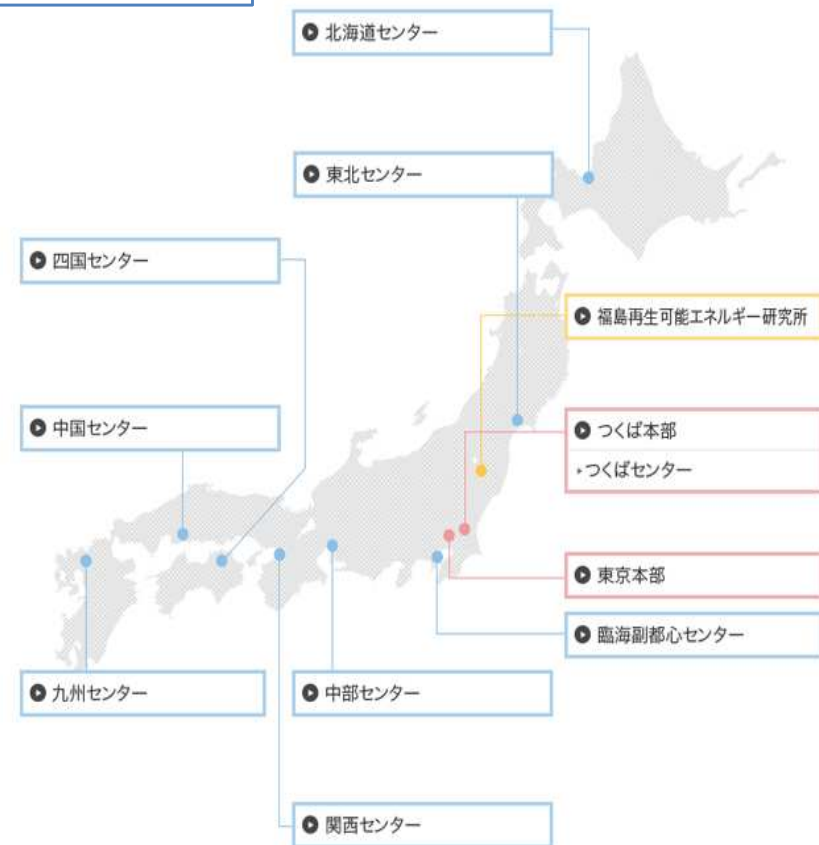 北海道センター
東北センター
四国センター
福島再生可能エネルギー研究所
中国センター
つくば本部
つくばセンター
東京本部
臨海副都心センター
九州センター
中部センター
関西センター